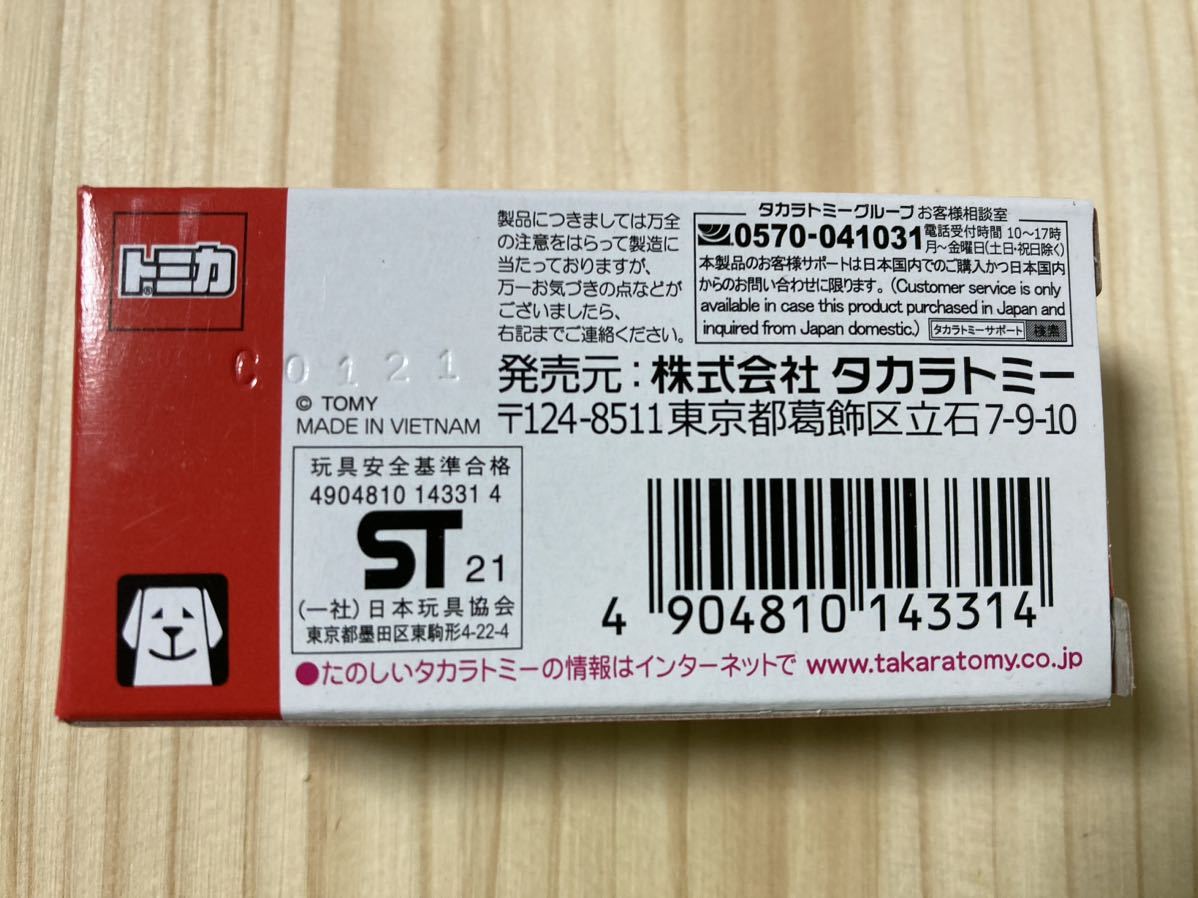 トミカ®
C0121
© TOMY
MADE IN VIETNAM
製品につきましては万全
の注意をはらって製造に
当たっておりますが、
万一お気づきの点などが
ございましたら、
右記までご連絡ください。
タカラトミーグループ お客様相談室
0570-041031 電話受付時間 10～17時
月～金曜日(土日・祝日除く)
本製品のお客様サポートは日本国内でのご購入かつ日本国内
からのお問い合わせに限ります。(Customer service is only
available in case this product purchased in Japan and
inquired from Japan domestic.) タカラトミーサポート 検索
発売元：株式会社 タカラトミー
〒124-8511 東京都葛飾区立石7-9-10
玩具安全基準合格
4904810 14331 4
ST 21
(一社)日本玩具協会
東京都墨田区東駒形4-22-4
4 904810 143314
●たのしいタカラトミーの情報はインターネットで www.takaratomy.co.jp